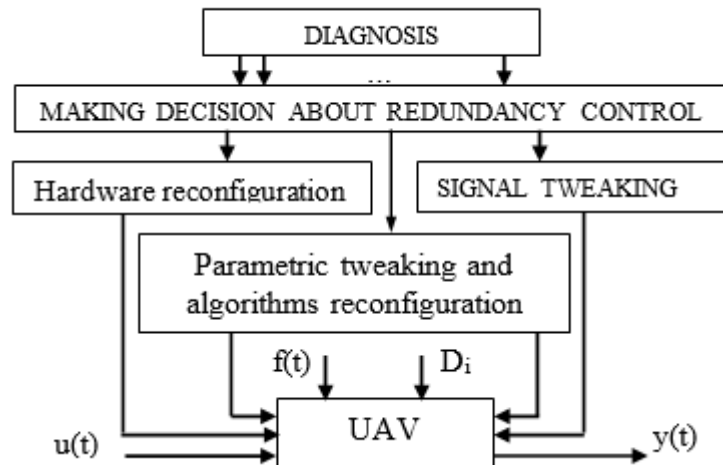 DIAGNOSIS
...
MAKING DECISION ABOUT REDUNDANCY CONTROL
Hardware reconfiguration
SIGNAL TWEAKING
Parametric tweaking and
algorithms reconfiguration
f(t)
Di
UAV
u(t)
y(t)